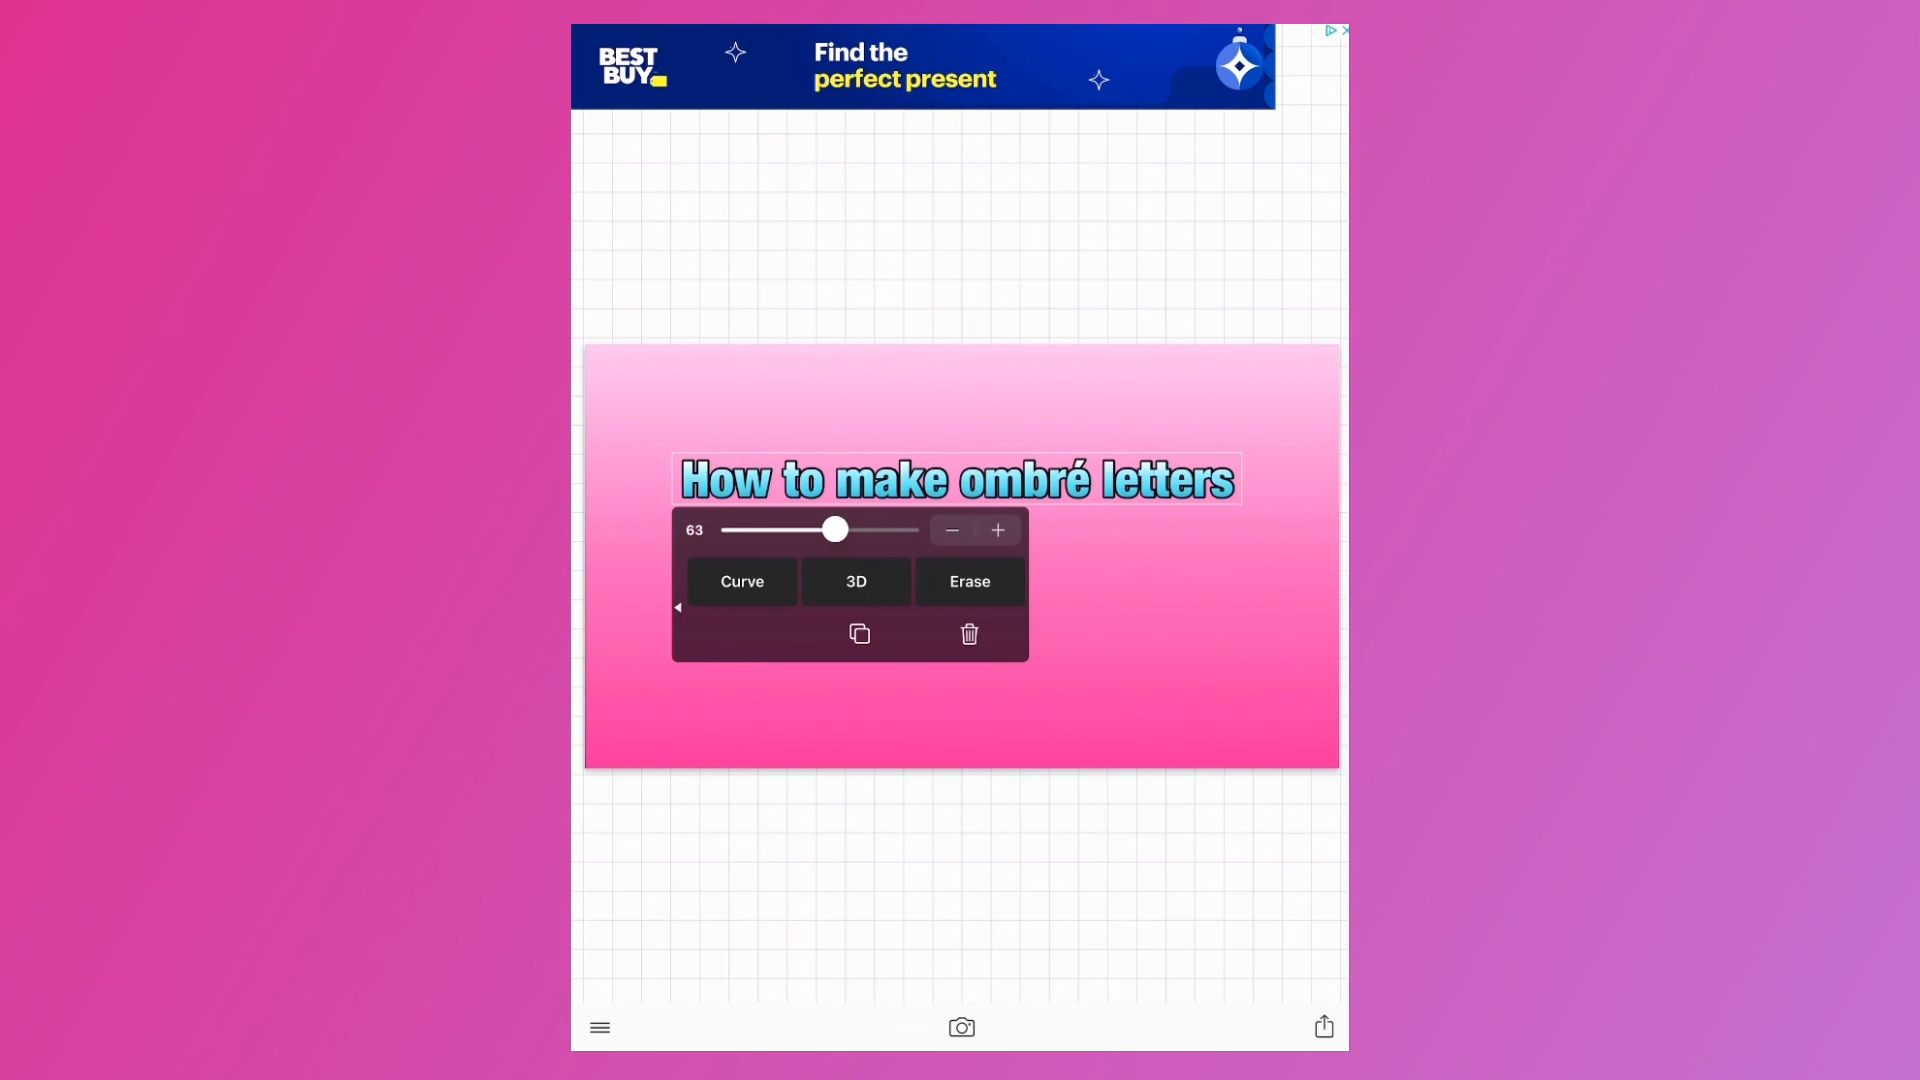 BEST
BUY
Find the
perfect present
How to make ombré letters
63
Curve
3D
Erase